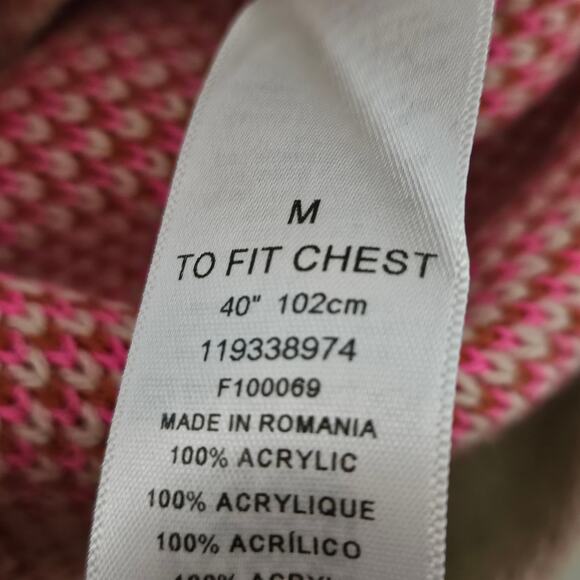 M
TO FIT CHEST
40" 102cm
119338974
F100069
MADE IN ROMANIA
100% ACRYLIC
100% ACRYLIQUE
100% ACRÍLICO